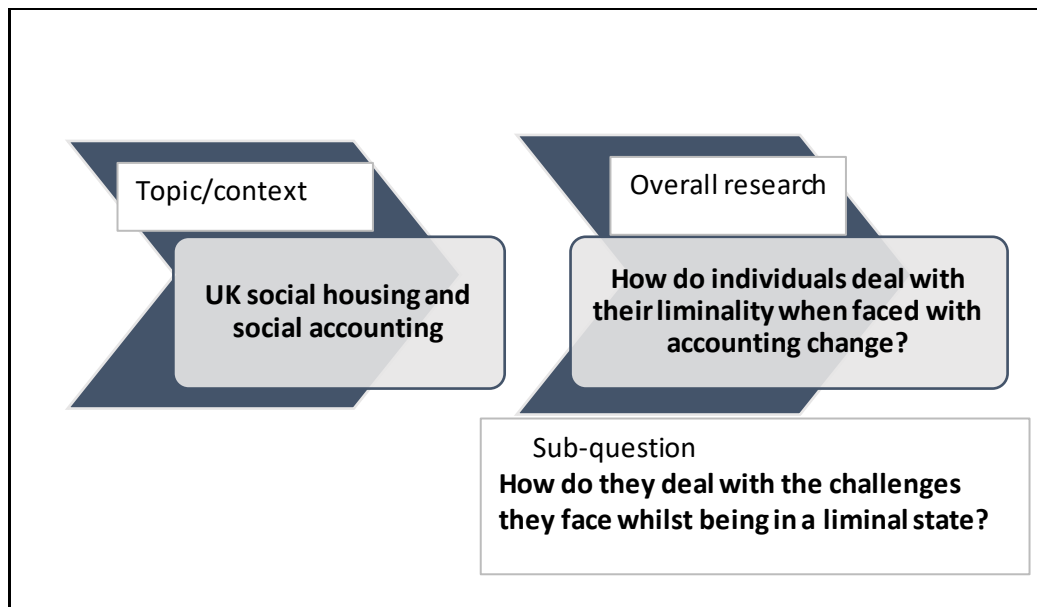 Topic/context
UK social housing and
social accounting
Overall research
How do individuals deal with
their liminality when faced with
accounting change?
Sub-question
How do they deal with the challenges
they face whilst being in a liminal state?